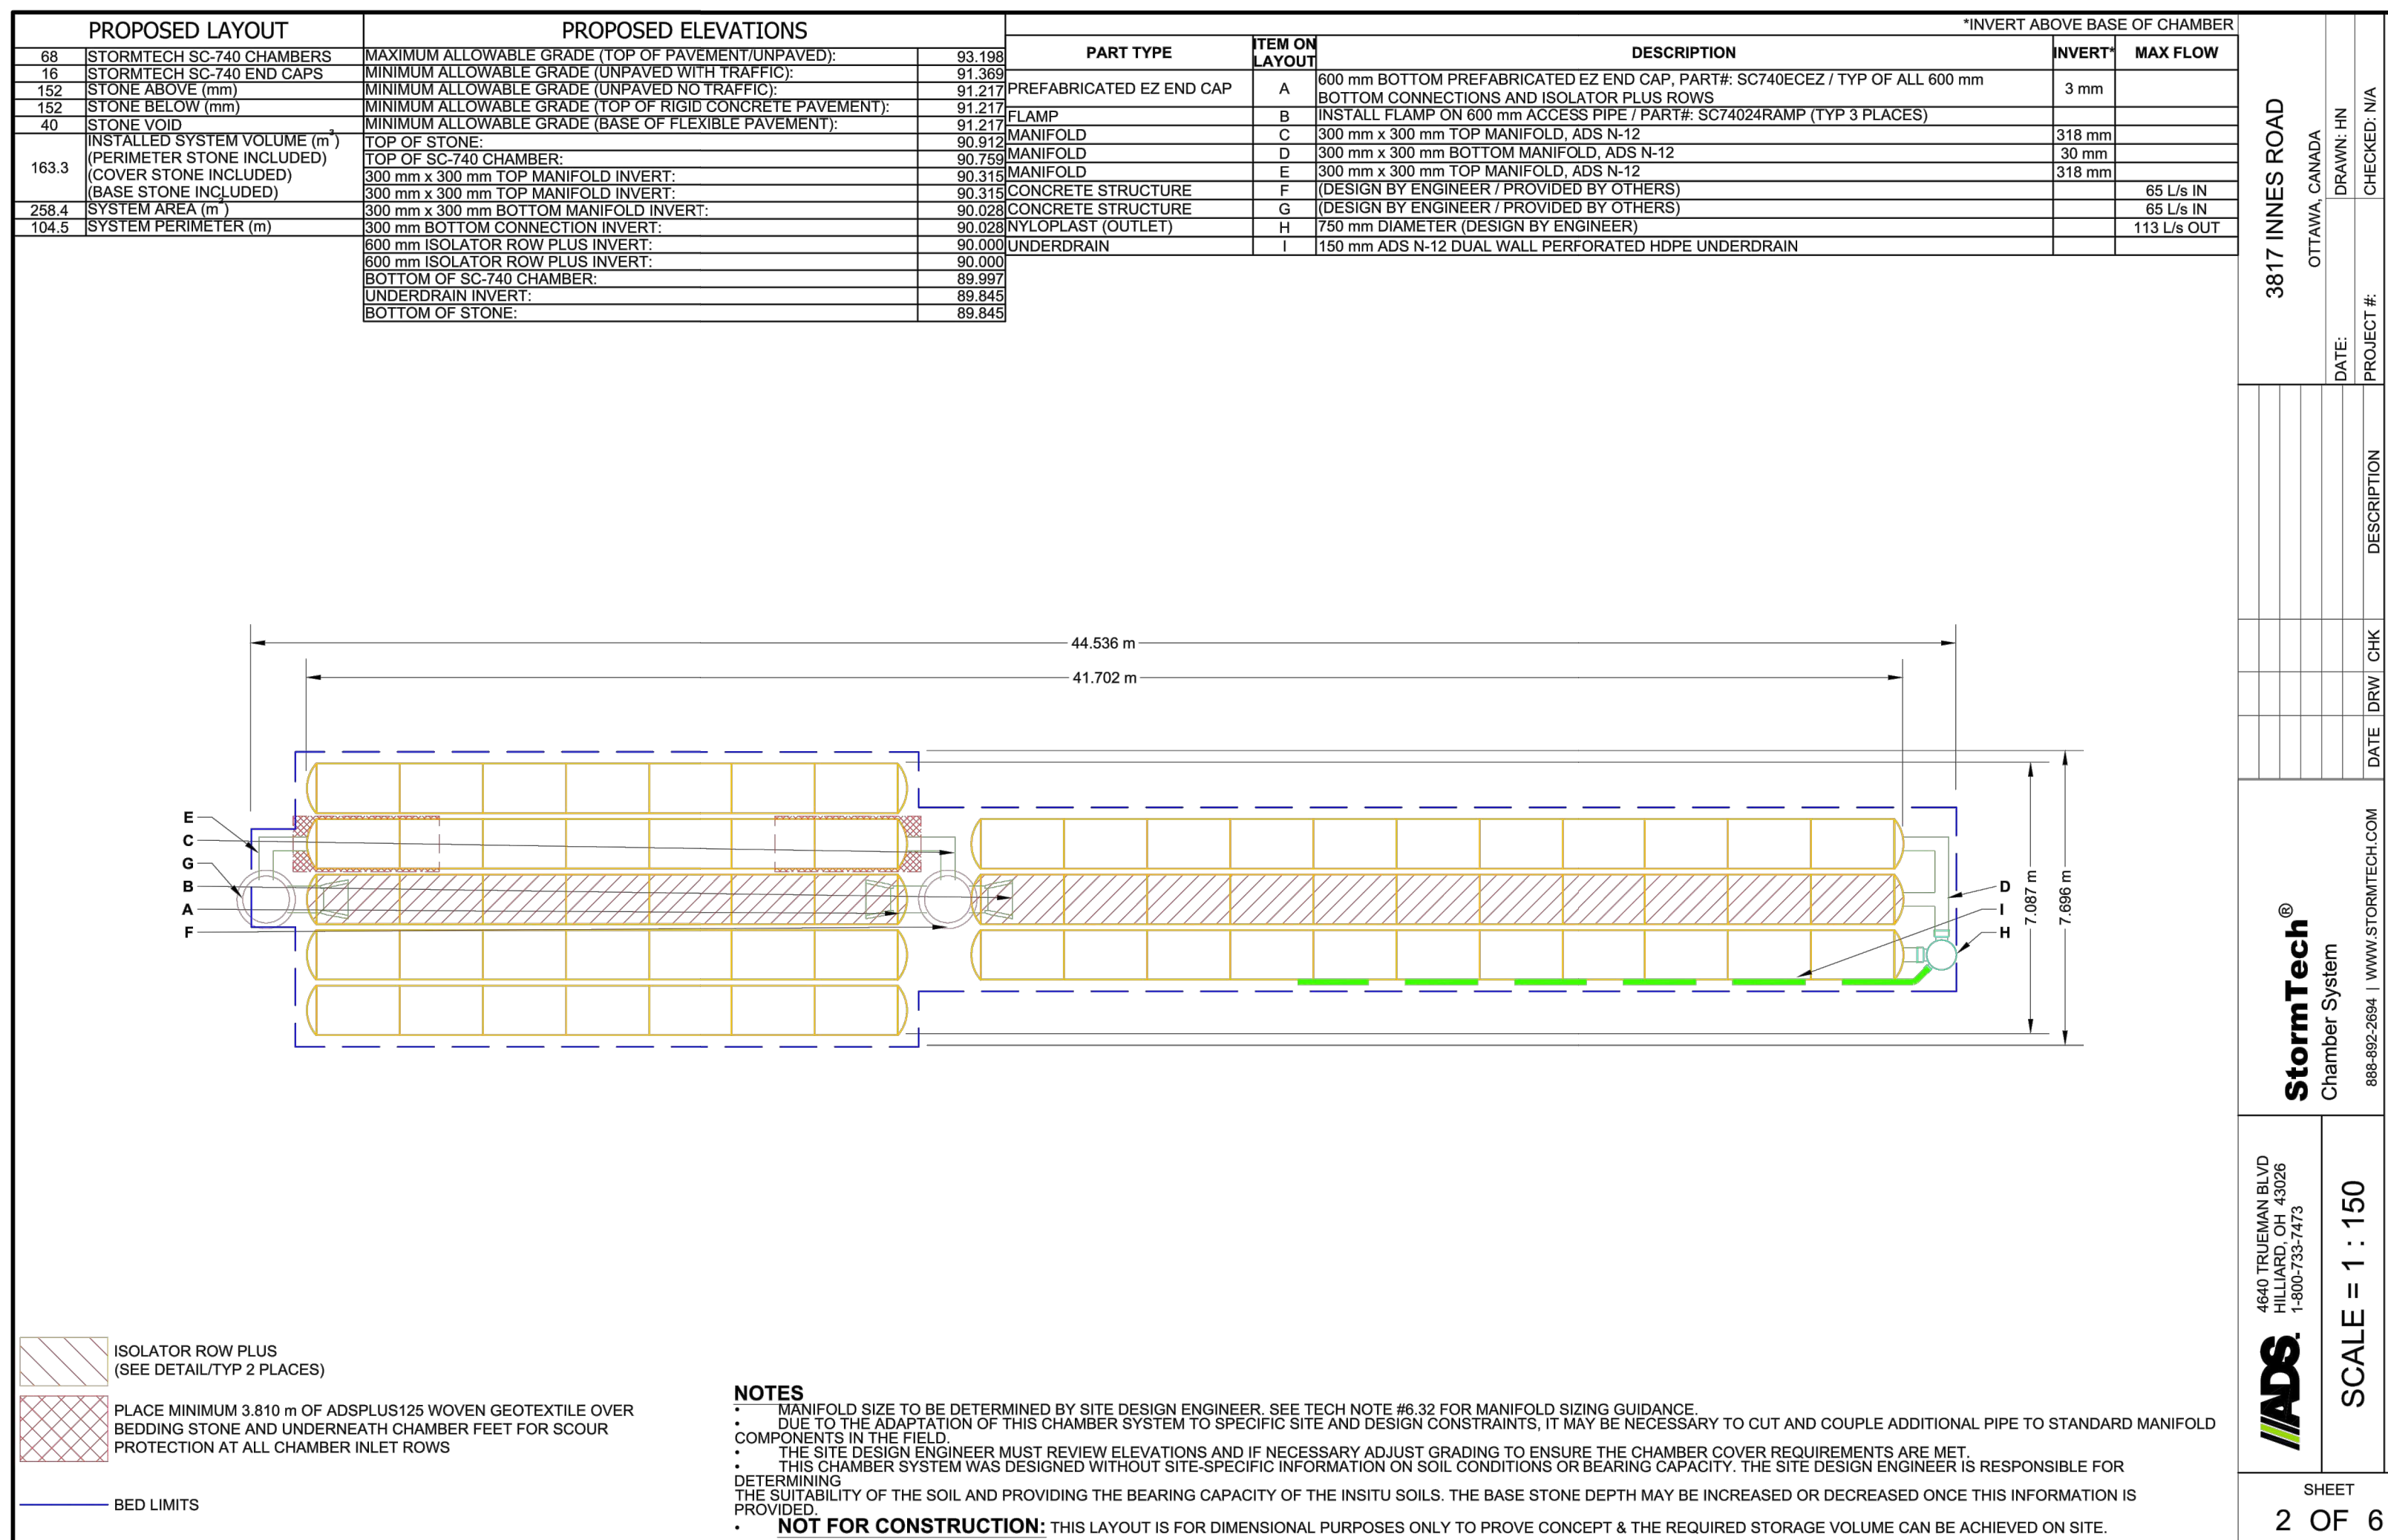 PROPOSED LAYOUT
68 STORMTECH SC-740 CHAMBERS
16 STORMTECH SC-740 END CAPS
152 STONE ABOVE (mm)
152 STONE BELOW (mm)
40 STONE VOID
163.3 INSTALLED SYSTEM VOLUME (m³)
(PERIMETER STONE INCLUDED)
(COVER STONE INCLUDED)
(BASE STONE INCLUDED)
258.4 SYSTEM AREA (m²)
104.5 SYSTEM PERIMETER (m)
PROPOSED ELEVATIONS
MAXIMUM ALLOWABLE GRADE (TOP OF PAVEMENT/UNPAVED): 93.198
MINIMUM ALLOWABLE GRADE (UNPAVED WITH TRAFFIC): 91.369
MINIMUM ALLOWABLE GRADE (UNPAVED NO TRAFFIC): 91.217
MINIMUM ALLOWABLE GRADE (TOP OF RIGID CONCRETE PAVEMENT): 91.217
MINIMUM ALLOWABLE GRADE (BASE OF FLEXIBLE PAVEMENT): 91.217
TOP OF STONE: 90.912
TOP OF SC-740 CHAMBER: 90.759
300 mm x 300 mm TOP MANIFOLD INVERT: 90.315
300 mm x 300 mm TOP MANIFOLD INVERT: 90.315
300 mm x 300 mm BOTTOM MANIFOLD INVERT: 90.028
300 mm BOTTOM CONNECTION INVERT: 90.028
600 mm ISOLATOR ROW PLUS INVERT: 90.000
600 mm ISOLATOR ROW PLUS INVERT: 90.000
BOTTOM OF SC-740 CHAMBER: 89.997
UNDERDRAIN INVERT: 89.845
BOTTOM OF STONE: 89.845
*INVERT ABOVE BASE OF CHAMBER
PART TYPE ITEM ON LAYOUT DESCRIPTION INVERT* MAX FLOW
PREFABRICATED EZ END CAP A 600 mm BOTTOM PREFABRICATED EZ END CAP, PART#: SC740ECEZ / TYP OF ALL 600 mm
BOTTOM CONNECTIONS AND ISOLATOR PLUS ROWS 3 mm
FLAMP B INSTALL FLAMP ON 600 mm ACCESS PIPE / PART#: SC74024RAMP (TYP 3 PLACES)
MANIFOLD C 300 mm x 300 mm TOP MANIFOLD, ADS N-12 318 mm
MANIFOLD D 300 mm x 300 mm BOTTOM MANIFOLD, ADS N-12 30 mm
MANIFOLD E 300 mm x 300 mm TOP MANIFOLD, ADS N-12 318 mm
CONCRETE STRUCTURE F (DESIGN BY ENGINEER / PROVIDED BY OTHERS) 65 L/s IN
CONCRETE STRUCTURE G (DESIGN BY ENGINEER / PROVIDED BY OTHERS) 65 L/s IN
NYLOPLAST (OUTLET) H 750 mm DIAMETER (DESIGN BY ENGINEER) 113 L/s OUT
UNDERDRAIN I 150 mm ADS N-12 DUAL WALL PERFORATED HDPE UNDERDRAIN
44.536 m
41.702 m
E
C
G
B
A
F
D
I
H
7.087 m
7.696 m
ISOLATOR ROW PLUS
(SEE DETAIL/TYP 2 PLACES)
PLACE MINIMUM 3.810 m OF ADSPLUS125 WOVEN GEOTEXTILE OVER
BEDDING STONE AND UNDERNEATH CHAMBER FEET FOR SCOUR
PROTECTION AT ALL CHAMBER INLET ROWS
BED LIMITS
NOTES
• MANIFOLD SIZE TO BE DETERMINED BY SITE DESIGN ENGINEER. SEE TECH NOTE #6.32 FOR MANIFOLD SIZING GUIDANCE.
• DUE TO THE ADAPTATION OF THIS CHAMBER SYSTEM TO SPECIFIC SITE AND DESIGN CONSTRAINTS, IT MAY BE NECESSARY TO CUT AND COUPLE ADDITIONAL PIPE TO STANDARD MANIFOLD
COMPONENTS IN THE FIELD.
• THE SITE DESIGN ENGINEER MUST REVIEW ELEVATIONS AND IF NECESSARY ADJUST GRADING TO ENSURE THE CHAMBER COVER REQUIREMENTS ARE MET.
• THIS CHAMBER SYSTEM WAS DESIGNED WITHOUT SITE-SPECIFIC INFORMATION ON SOIL CONDITIONS OR BEARING CAPACITY. THE SITE DESIGN ENGINEER IS RESPONSIBLE FOR
DETERMINING
THE SUITABILITY OF THE SOIL AND PROVIDING THE BEARING CAPACITY OF THE INSITU SOILS. THE BASE STONE DEPTH MAY BE INCREASED OR DECREASED ONCE THIS INFORMATION IS
PROVIDED.
• NOT FOR CONSTRUCTION: THIS LAYOUT IS FOR DIMENSIONAL PURPOSES ONLY TO PROVE CONCEPT & THE REQUIRED STORAGE VOLUME CAN BE ACHIEVED ON SITE.
3817 INNES ROAD
OTTAWA, CANADA
DATE: DRAWN: HN
PROJECT #: CHECKED: N/A
DATE DRW CHK DESCRIPTION
StormTech®
Chamber System
888-892-2694 | WWW.STORMTECH.COM
4640 TRUEMAN BLVD
HILLIARD, OH 43026
1-800-733-7473
ADS.
SCALE = 1 : 150
SHEET
2 OF 6